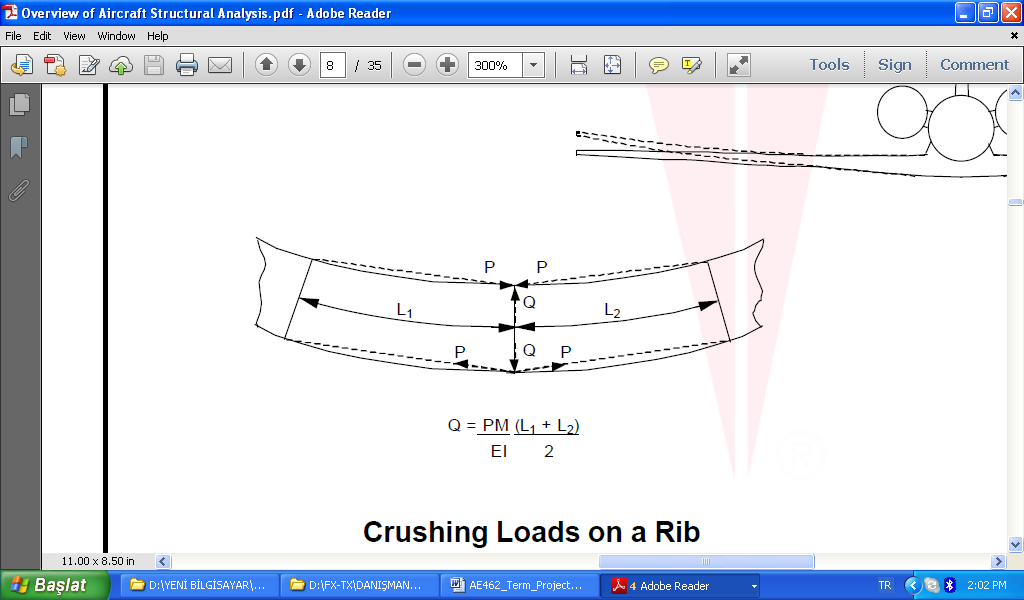 Overview of Aircraft Structural Analysis.pdf - Adobe Reader
File Edit View Window Help
8 / 35 300% Tools Sign Comment
P P
Q
L1 L2
P Q P
Q = PM (L1 + L2)
EI 2
®
Crushing Loads on a Rib
11.00 x 8.50 in
Başlat D:\YENİ BİLGİSAYAR\... D:\FX-TX\DANIŞMAN... AE462_Term_Project... 4 Adobe Reader TR 2:02 PM